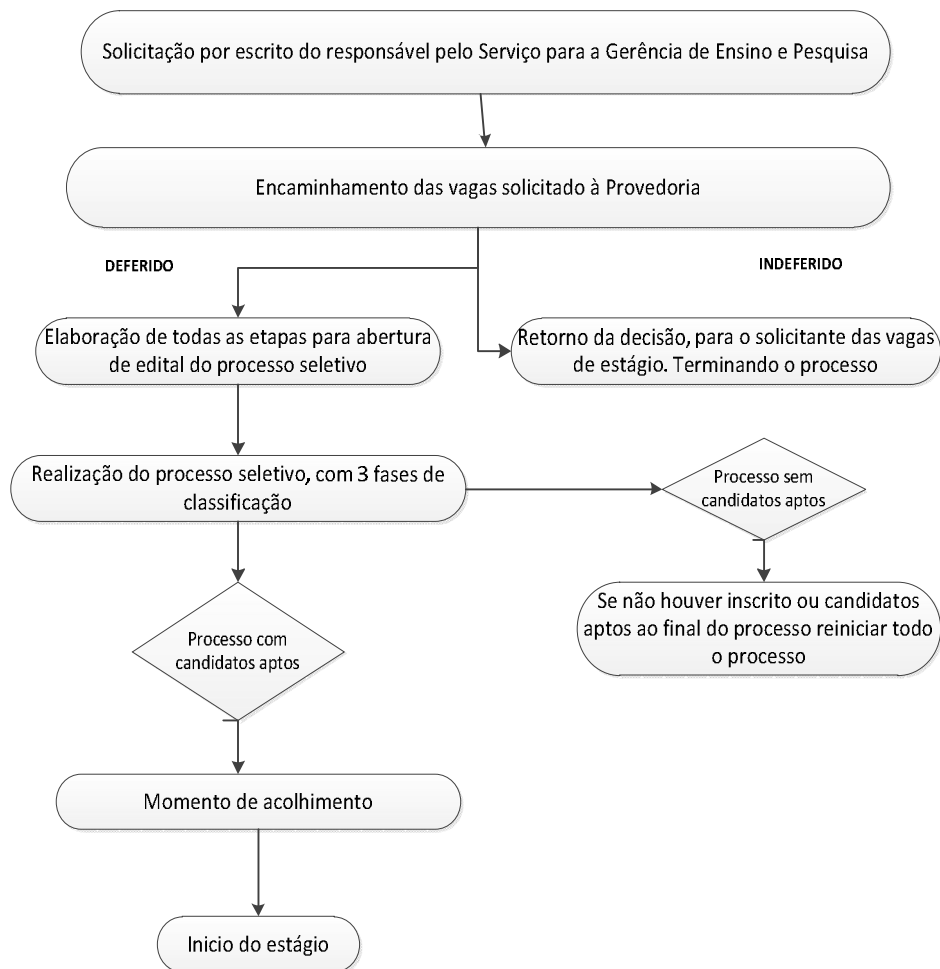 Solicitação por escrito do responsável pelo Serviço para a Gerência de Ensino e Pesquisa
Encaminhamento das vagas solicitado à Provedoria
DEFERIDO
INDEFERIDO
Elaboração de todas as etapas para abertura
de edital do processo seletivo
Retorno da decisão, para o solicitante das vagas
de estágio. Terminando o processo
Realização do processo seletivo, com 3 fases de
classificação
Processo sem
candidatos aptos
Se não houver inscrito ou candidatos
aptos ao final do processo reiniciar todo
o processo
Processo com
candidatos aptos
Momento de acolhimento
Inicio do estágio